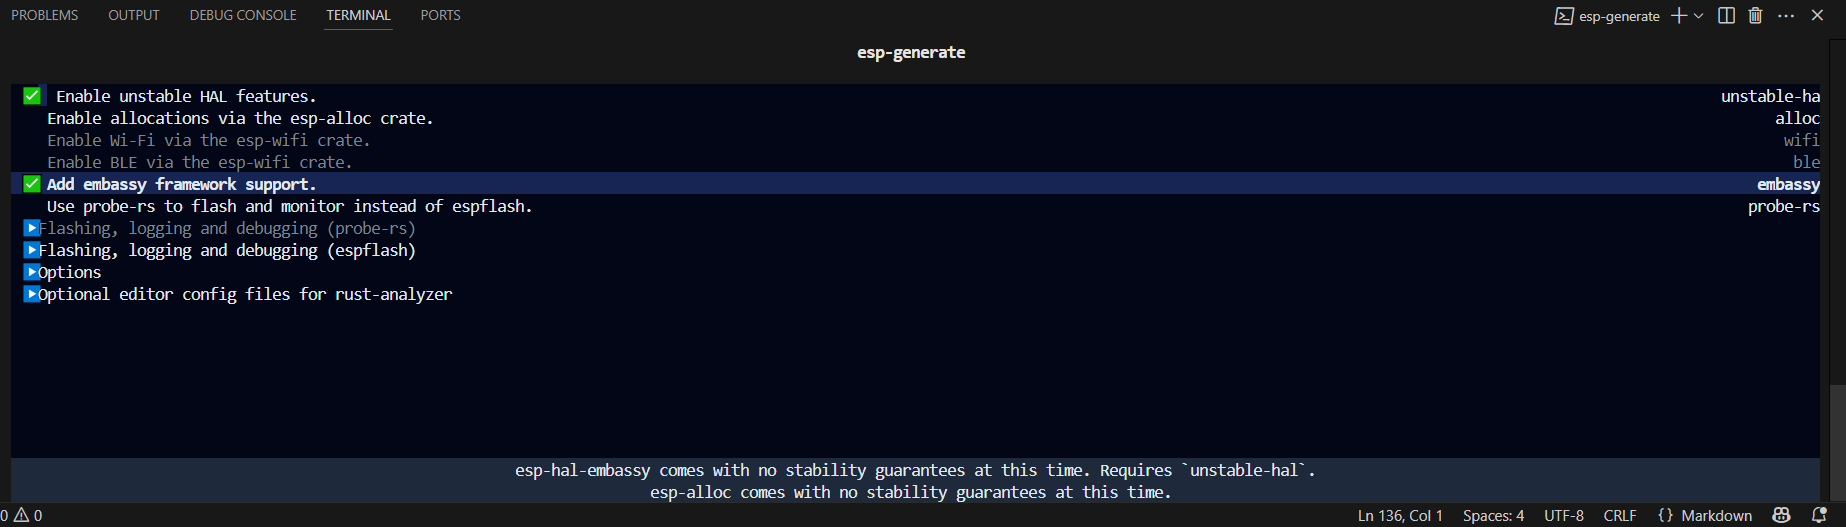 PROBLEMS OUTPUT DEBUG CONSOLE TERMINAL PORTS esp-generate
esp-generate
Enable unstable HAL features. unstable-ha
Enable allocations via the esp-alloc crate. alloc
Enable Wi-Fi via the esp-wifi crate. wifi
Enable BLE via the esp-wifi crate. ble
Add embassy framework support. embassy
Use probe-rs to flash and monitor instead of espflash. probe-rs
Flashing, logging and debugging (probe-rs)
Flashing, logging and debugging (espflash)
Options
Optional editor config files for rust-analyzer
esp-hal-embassy comes with no stability guarantees at this time. Requires `unstable-hal`.
esp-alloc comes with no stability guarantees at this time.
0 0 Ln 136, Col 1 Spaces: 4 UTF-8 CRLF {} Markdown